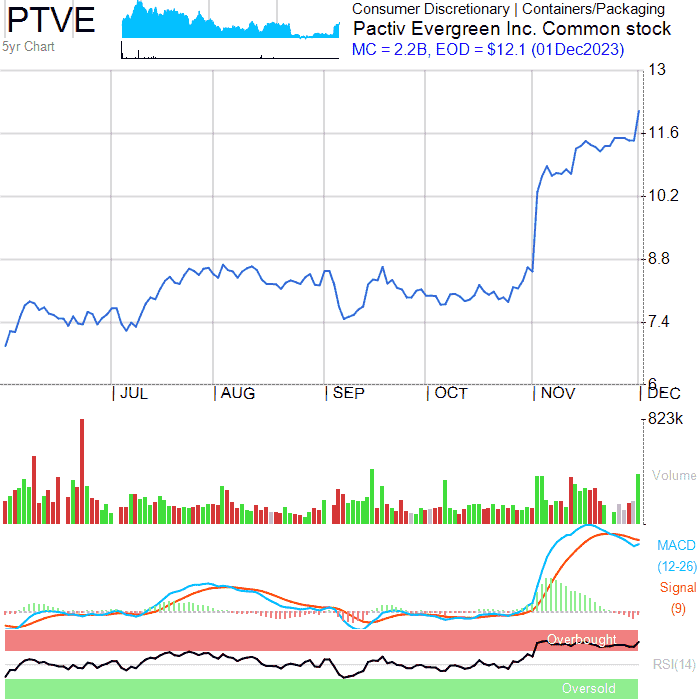 PTVE
5yr Chart
Consumer Discretionary | Containers/Packaging
Pactiv Evergreen Inc. Common stock
MC = 2.2B, EOD = $12.1 (01Dec2023)
13
11.6
10.2
8.8
7.4
6
JUL
AUG
SEP
OCT
NOV
DEC
823k
Volume
MACD
(12-26)
Signal
(9)
Overbought
RSI(14)
Oversold